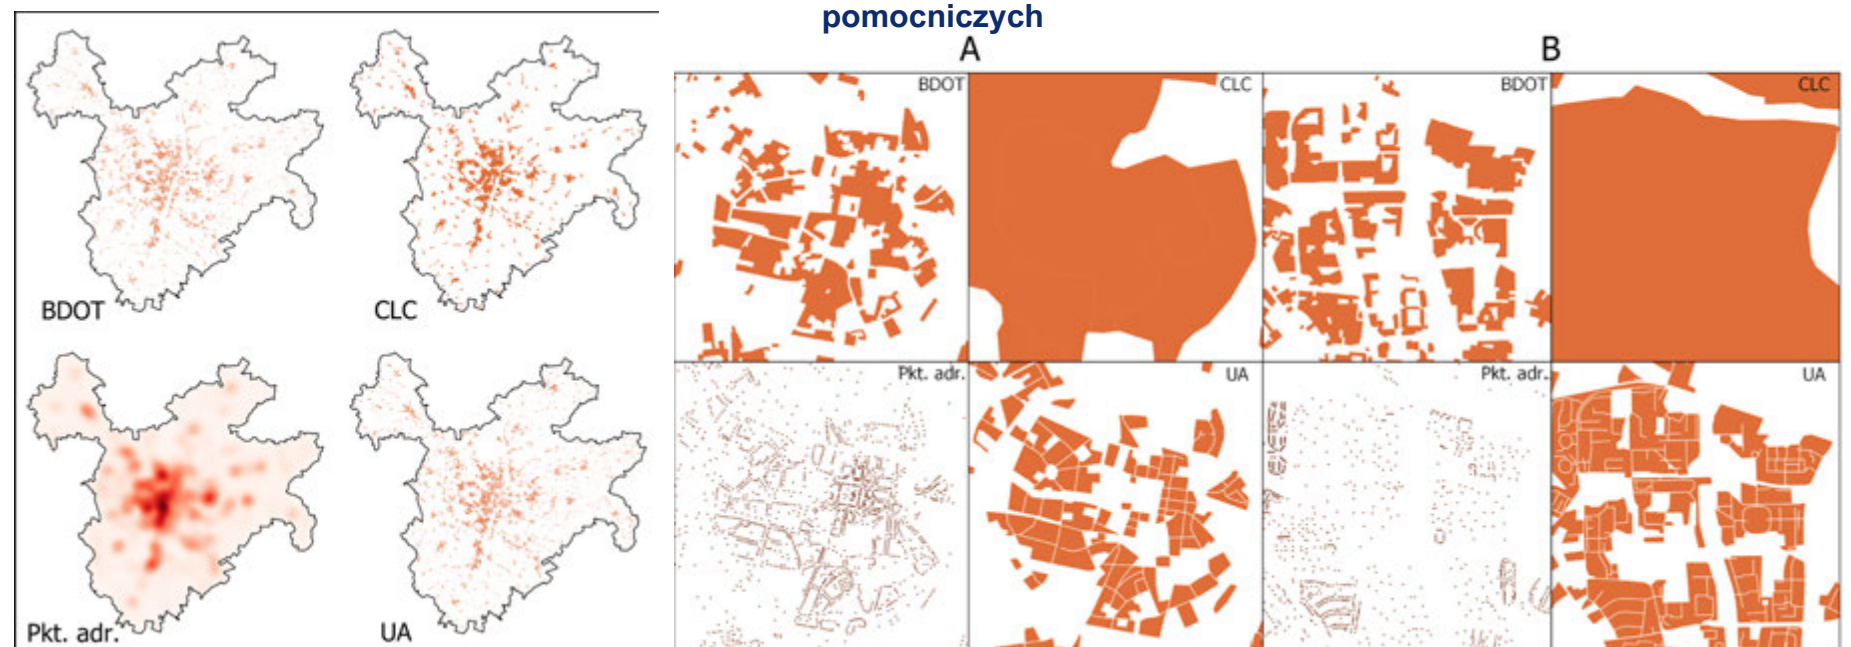 pomocniczych
A
B
BDOT
CLC
BDOT
CLC
BDOT
CLC
Pkt. adr.
UA
Pkt. adr.
UA
Pkt. adr.
UA